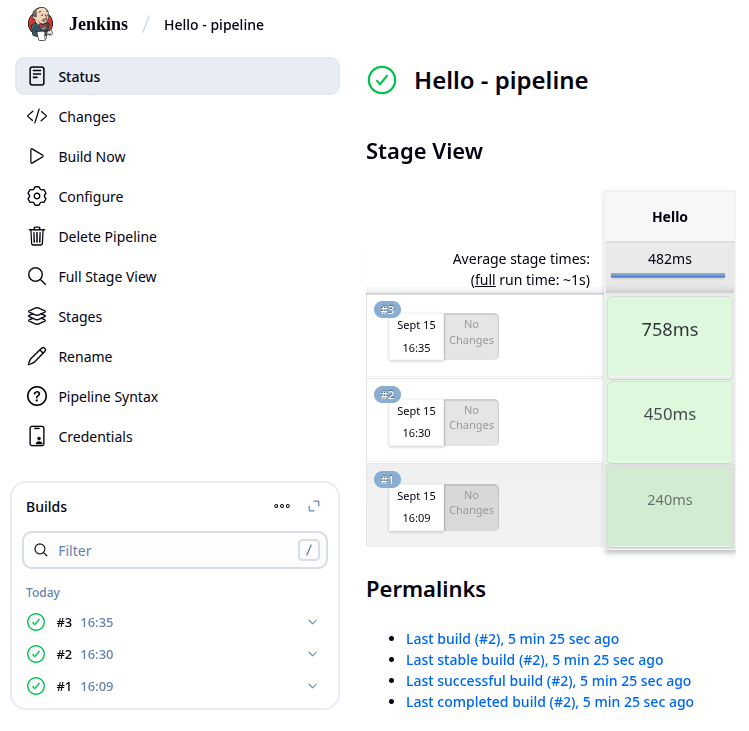 Jenkins / Hello - pipeline
Status
Changes
Build Now
Configure
Delete Pipeline
Full Stage View
Stages
Rename
Pipeline Syntax
Credentials
Builds
Filter /
Today
#3 16:35
#2 16:30
#1 16:09
Hello - pipeline
Stage View
Hello
Average stage times: 482ms
(full run time: ~1s)
#3
Sept 15 No
16:35 Changes
758ms
#2
Sept 15 No
16:30 Changes
450ms
#1
Sept 15 No
16:09 Changes
240ms
Permalinks
Last build (#2), 5 min 25 sec ago
Last stable build (#2), 5 min 25 sec ago
Last successful build (#2), 5 min 25 sec ago
Last completed build (#2), 5 min 25 sec ago